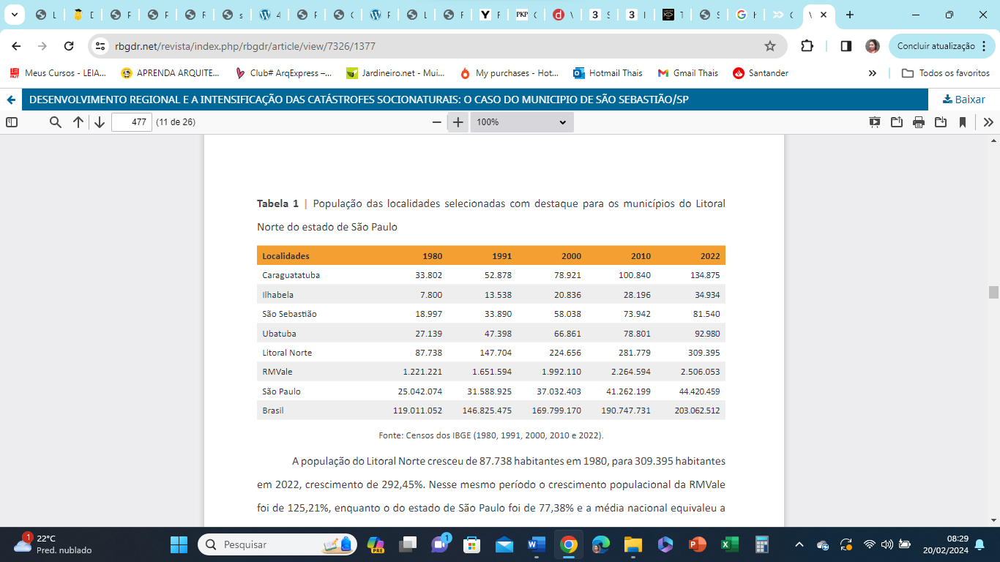 L
D
F
F
F
s
4
F
C
F
L
F
Y F
PKP C
d V
3 S
3 I
T
S
G
C
rbgdr.net/revista/index.php/rbgdr/article/view/7326/1377
Concluir atualização
Meus Cursos - LEIA...
APRENDA ARQUITE...
Club# ArqExpress –...
Jardineiro.net - Mui...
My purchases - Hot...
Hotmail Thais
Gmail Thais
Santander
Todos os favoritos
DESENVOLVIMENTO REGIONAL E A INTENSIFICAÇÃO DAS CATÁSTROFES SOCIONATURAIS: O CASO DO MUNICIPIO DE SÃO SEBASTIÃO/SP
Baixar
477 (11 de 26)
100%
Tabela 1 | População das localidades selecionadas com destaque para os municípios do Litoral
Norte do estado de São Paulo
Localidades 1980 1991 2000 2010 2022
Caraguatatuba 33.802 52.878 78.921 100.840 134.875
Ilhabela 7.800 13.538 20.836 28.196 34.934
São Sebastião 18.997 33.890 58.038 73.942 81.540
Ubatuba 27.139 47.398 66.861 78.801 92.980
Litoral Norte 87.738 147.704 224.656 281.779 309.395
RMVale 1.221.221 1.651.594 1.992.110 2.264.594 2.506.053
São Paulo 25.042.074 31.588.925 37.032.403 41.262.199 44.420.459
Brasil 119.011.052 146.825.475 169.799.170 190.747.731 203.062.512
Fonte: Censos dos IBGE (1980, 1991, 2000, 2010 e 2022).
A população do Litoral Norte cresceu de 87.738 habitantes em 1980, para 309.395 habitantes
em 2022, crescimento de 292,45%. Nesse mesmo período o crescimento populacional da RMVale
foi de 125,21%, enquanto o do estado de São Paulo foi de 77,38% e a média nacional equivaleu a
1
22°C
Pred. nublado
Pesquisar
PRE
1
08:29
20/02/2024